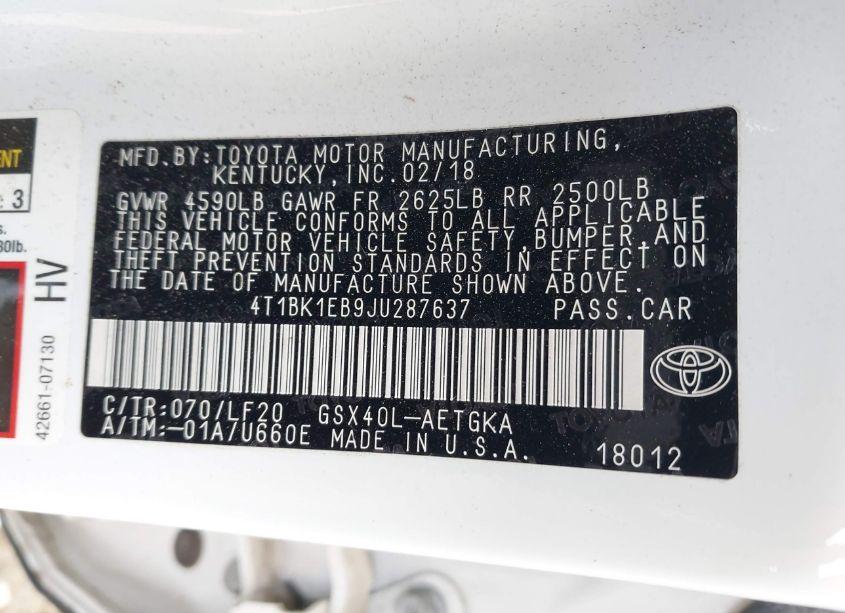 ENT
: 3
s.
80lb.
HV
42661-07130
MFD.BY:TOYOTA MOTOR MANUFACTURING,
KENTUCKY,INC.02/18
GVWR 4590LB GAWR FR 2625LB RR 2500LB
THIS VEHICLE CONFORMS TO ALL APPLICABLE
FEDERAL MOTOR VEHICLE SAFETY,BUMPER,AND
THEFT PREVENTION STANDARDS IN EFFECT ON
THE DATE OF MANUFACTURE SHOWN ABOVE.
4T1BK1EB9JU287637 PASS.CAR
C/TR:070/LF20 GSX40L-AETGKA
A/TM:-01A/U660E MADE IN U.S.A.
18012